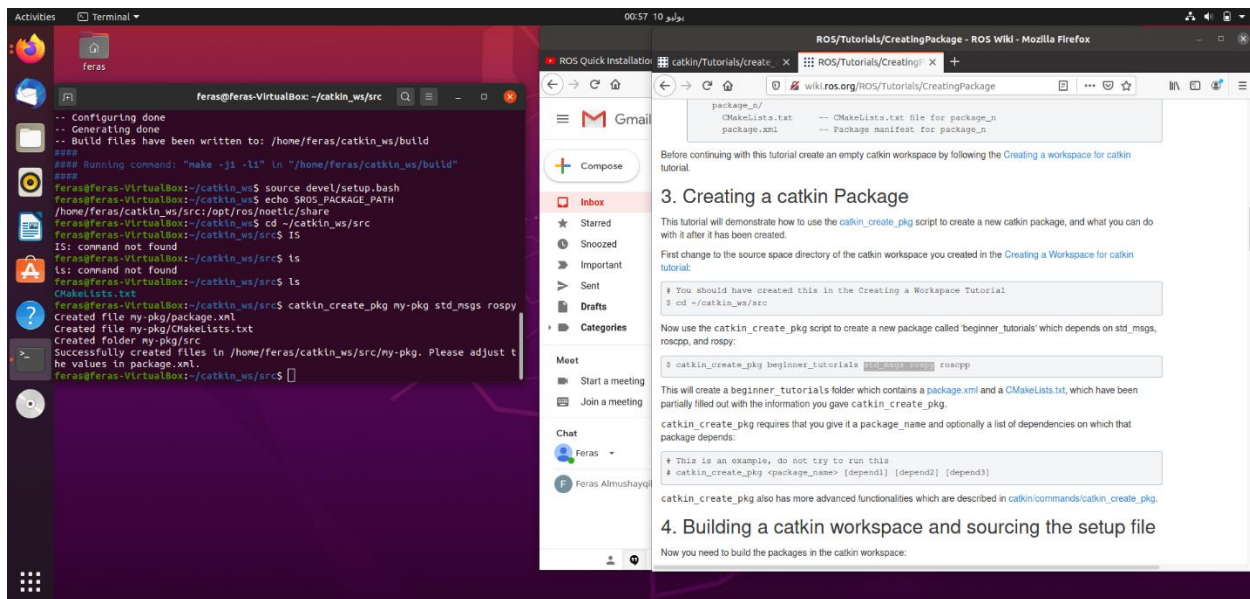 Activities
Terminal
00:57 10 يوليو
feras
feras@feras-VirtualBox: ~/catkin_ws/src
-- Configuring done
-- Generating done
-- Build files have been written to: /home/feras/catkin_ws/build
####
#### Running command: "make -j1 -l1" in "/home/feras/catkin_ws/build"
####
feras@feras-VirtualBox:~/catkin_ws$ source devel/setup.bash
feras@feras-VirtualBox:~/catkin_ws$ echo $ROS_PACKAGE_PATH
/home/feras/catkin_ws/src:/opt/ros/noetic/share
feras@feras-VirtualBox:~/catkin_ws$ cd ~/catkin_ws/src
feras@feras-VirtualBox:~/catkin_ws/src$ IS
IS: command not found
feras@feras-VirtualBox:~/catkin_ws/src$ is
is: command not found
feras@feras-VirtualBox:~/catkin_ws/src$ ls
CMakeLists.txt
feras@feras-VirtualBox:~/catkin_ws/src$ catkin_create_pkg my-pkg std_msgs rospy
Created file my-pkg/package.xml
Created file my-pkg/CMakeLists.txt
Created folder my-pkg/src
Successfully created files in /home/feras/catkin_ws/src/my-pkg. Please adjust t
he values in package.xml.
feras@feras-VirtualBox:~/catkin_ws/src$
ROS Quick Installatio
Gmail
Compose
Inbox
Starred
Snoozed
Important
Sent
Drafts
Categories
Meet
Start a meeting
Join a meeting
Chat
Feras
Feras Almushayqi
ROS/Tutorials/CreatingPackage - ROS Wiki - Mozilla Firefox
catkin/Tutorials/create_
ROS/Tutorials/CreatingP
wiki.ros.org/ROS/Tutorials/CreatingPackage
package_n/
CMakeLists.txt -- CMakeLists.txt file for package_n
package.xml -- Package manifest for package_n
Before continuing with this tutorial create an empty catkin workspace by following the Creating a workspace for catkin
tutorial.
3. Creating a catkin Package
This tutorial will demonstrate how to use the catkin_create_pkg script to create a new catkin package, and what you can do
with it after it has been created.
First change to the source space directory of the catkin workspace you created in the Creating a Workspace for catkin
tutorial:
# You should have created this in the Creating a Workspace Tutorial
$ cd ~/catkin_ws/src
Now use the catkin_create_pkg script to create a new package called 'beginner_tutorials' which depends on std_msgs,
roscpp, and rospy:
$ catkin_create_pkg beginner_tutorials std_msgs rospy roscpp
This will create a beginner_tutorials folder which contains a package.xml and a CMakeLists.txt, which have been
partially filled out with the information you gave catkin_create_pkg.
catkin_create_pkg requires that you give it a package_name and optionally a list of dependencies on which that
package depends:
# This is an example, do not try to run this
# catkin_create_pkg <package_name> [depend1] [depend2] [depend3]
catkin_create_pkg also has more advanced functionalities which are described in catkin/commands/catkin_create_pkg.
4. Building a catkin workspace and sourcing the setup file
Now you need to build the packages in the catkin workspace: